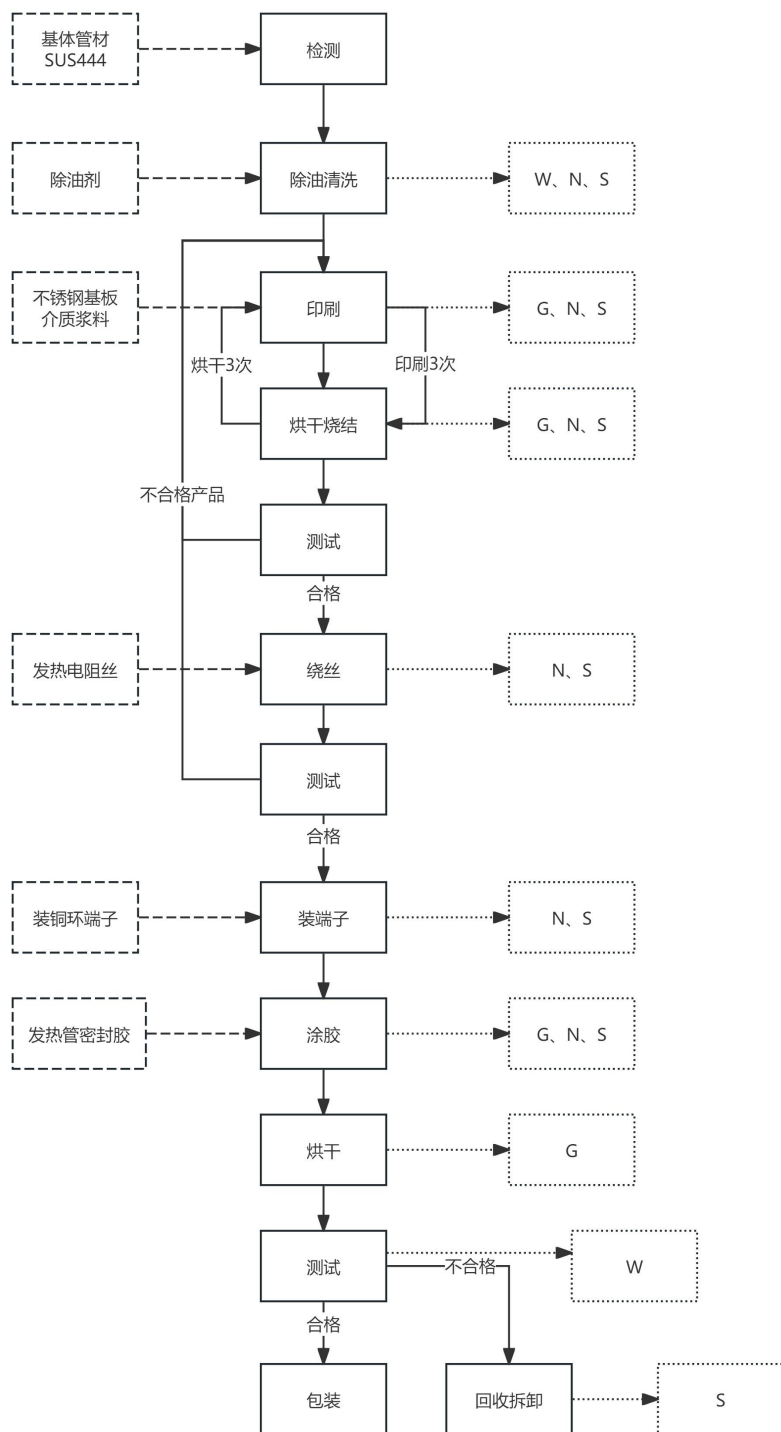 基体管材
SUS444
检测
除油剂
除油清洗
W、N、S
不锈钢基板
介质浆料
印刷
G、N、S
烘干3次
印刷3次
烘干烧结
G、N、S
不合格产品
测试
合格
发热电阻丝
绕丝
N、S
测试
合格
装铜环端子
装端子
N、S
发热管密封胶
涂胶
G、N、S
烘干
G
测试
W
不合格
合格
包装
回收拆卸
S